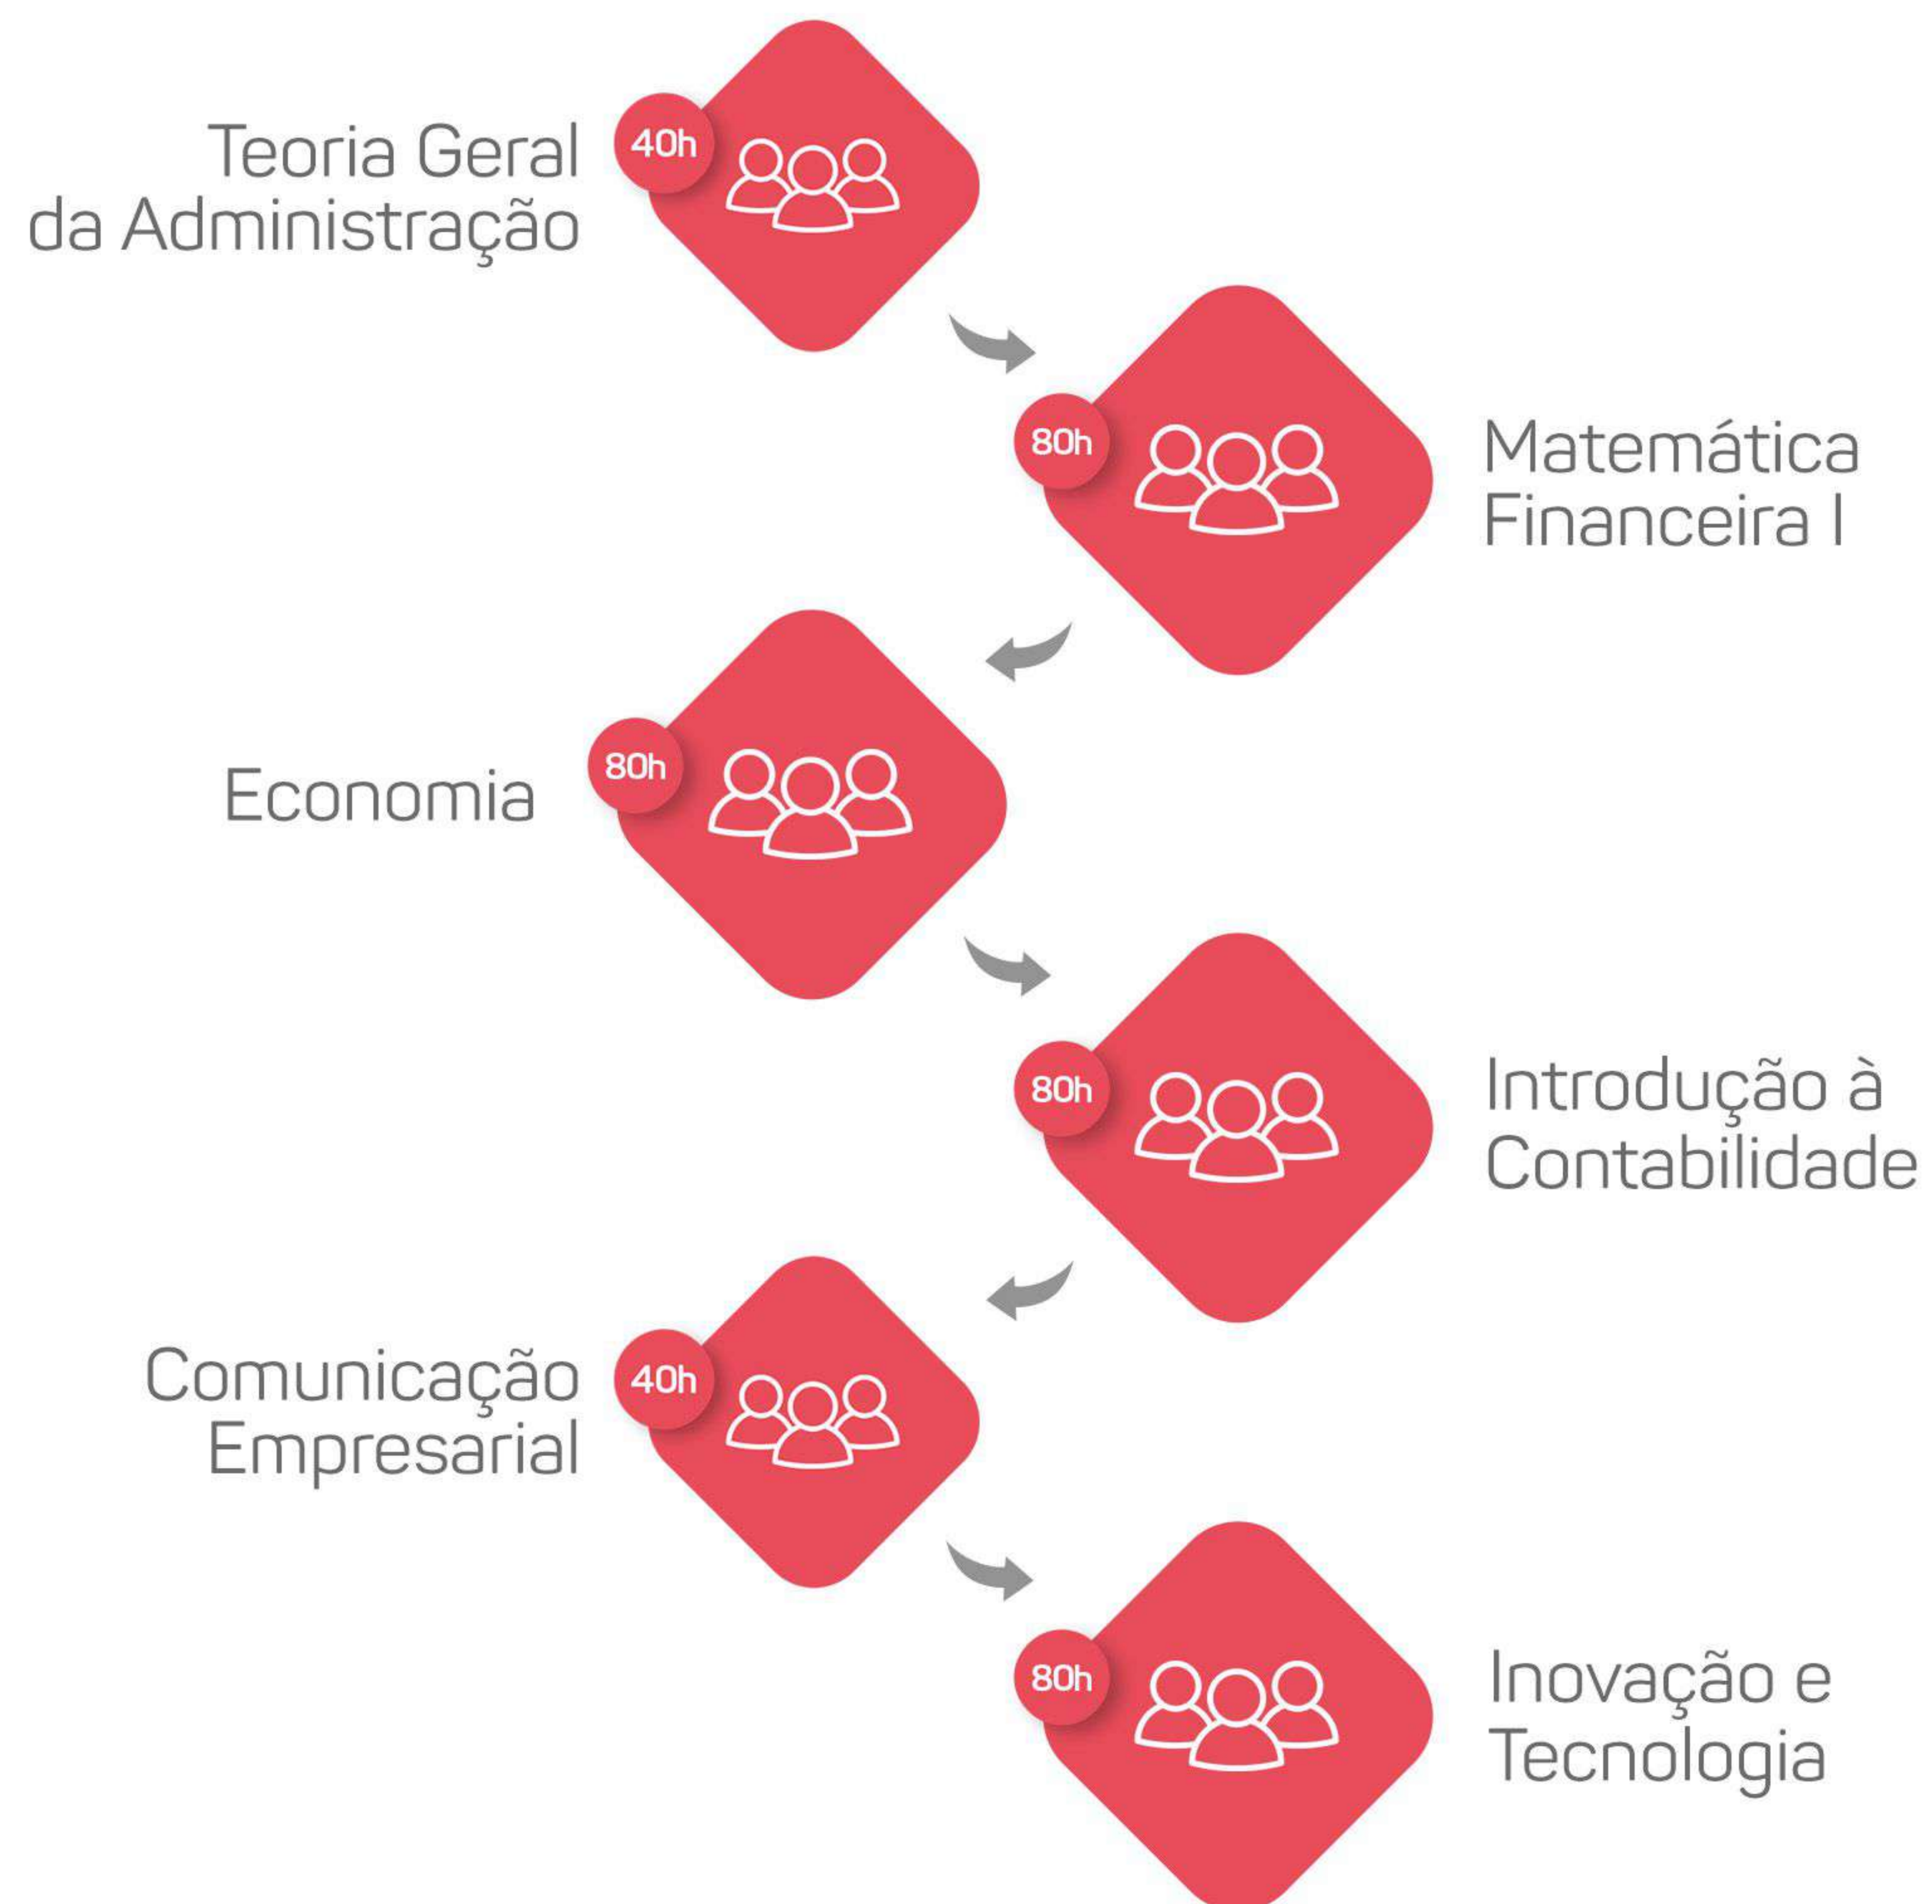 Teoria Geral
da Administração
40h
80h
Matemática
Financeira I
Economia
80h
80h
Introdução à
Contabilidade
Comunicação
Empresarial
40h
80h
Inovação e
Tecnologia